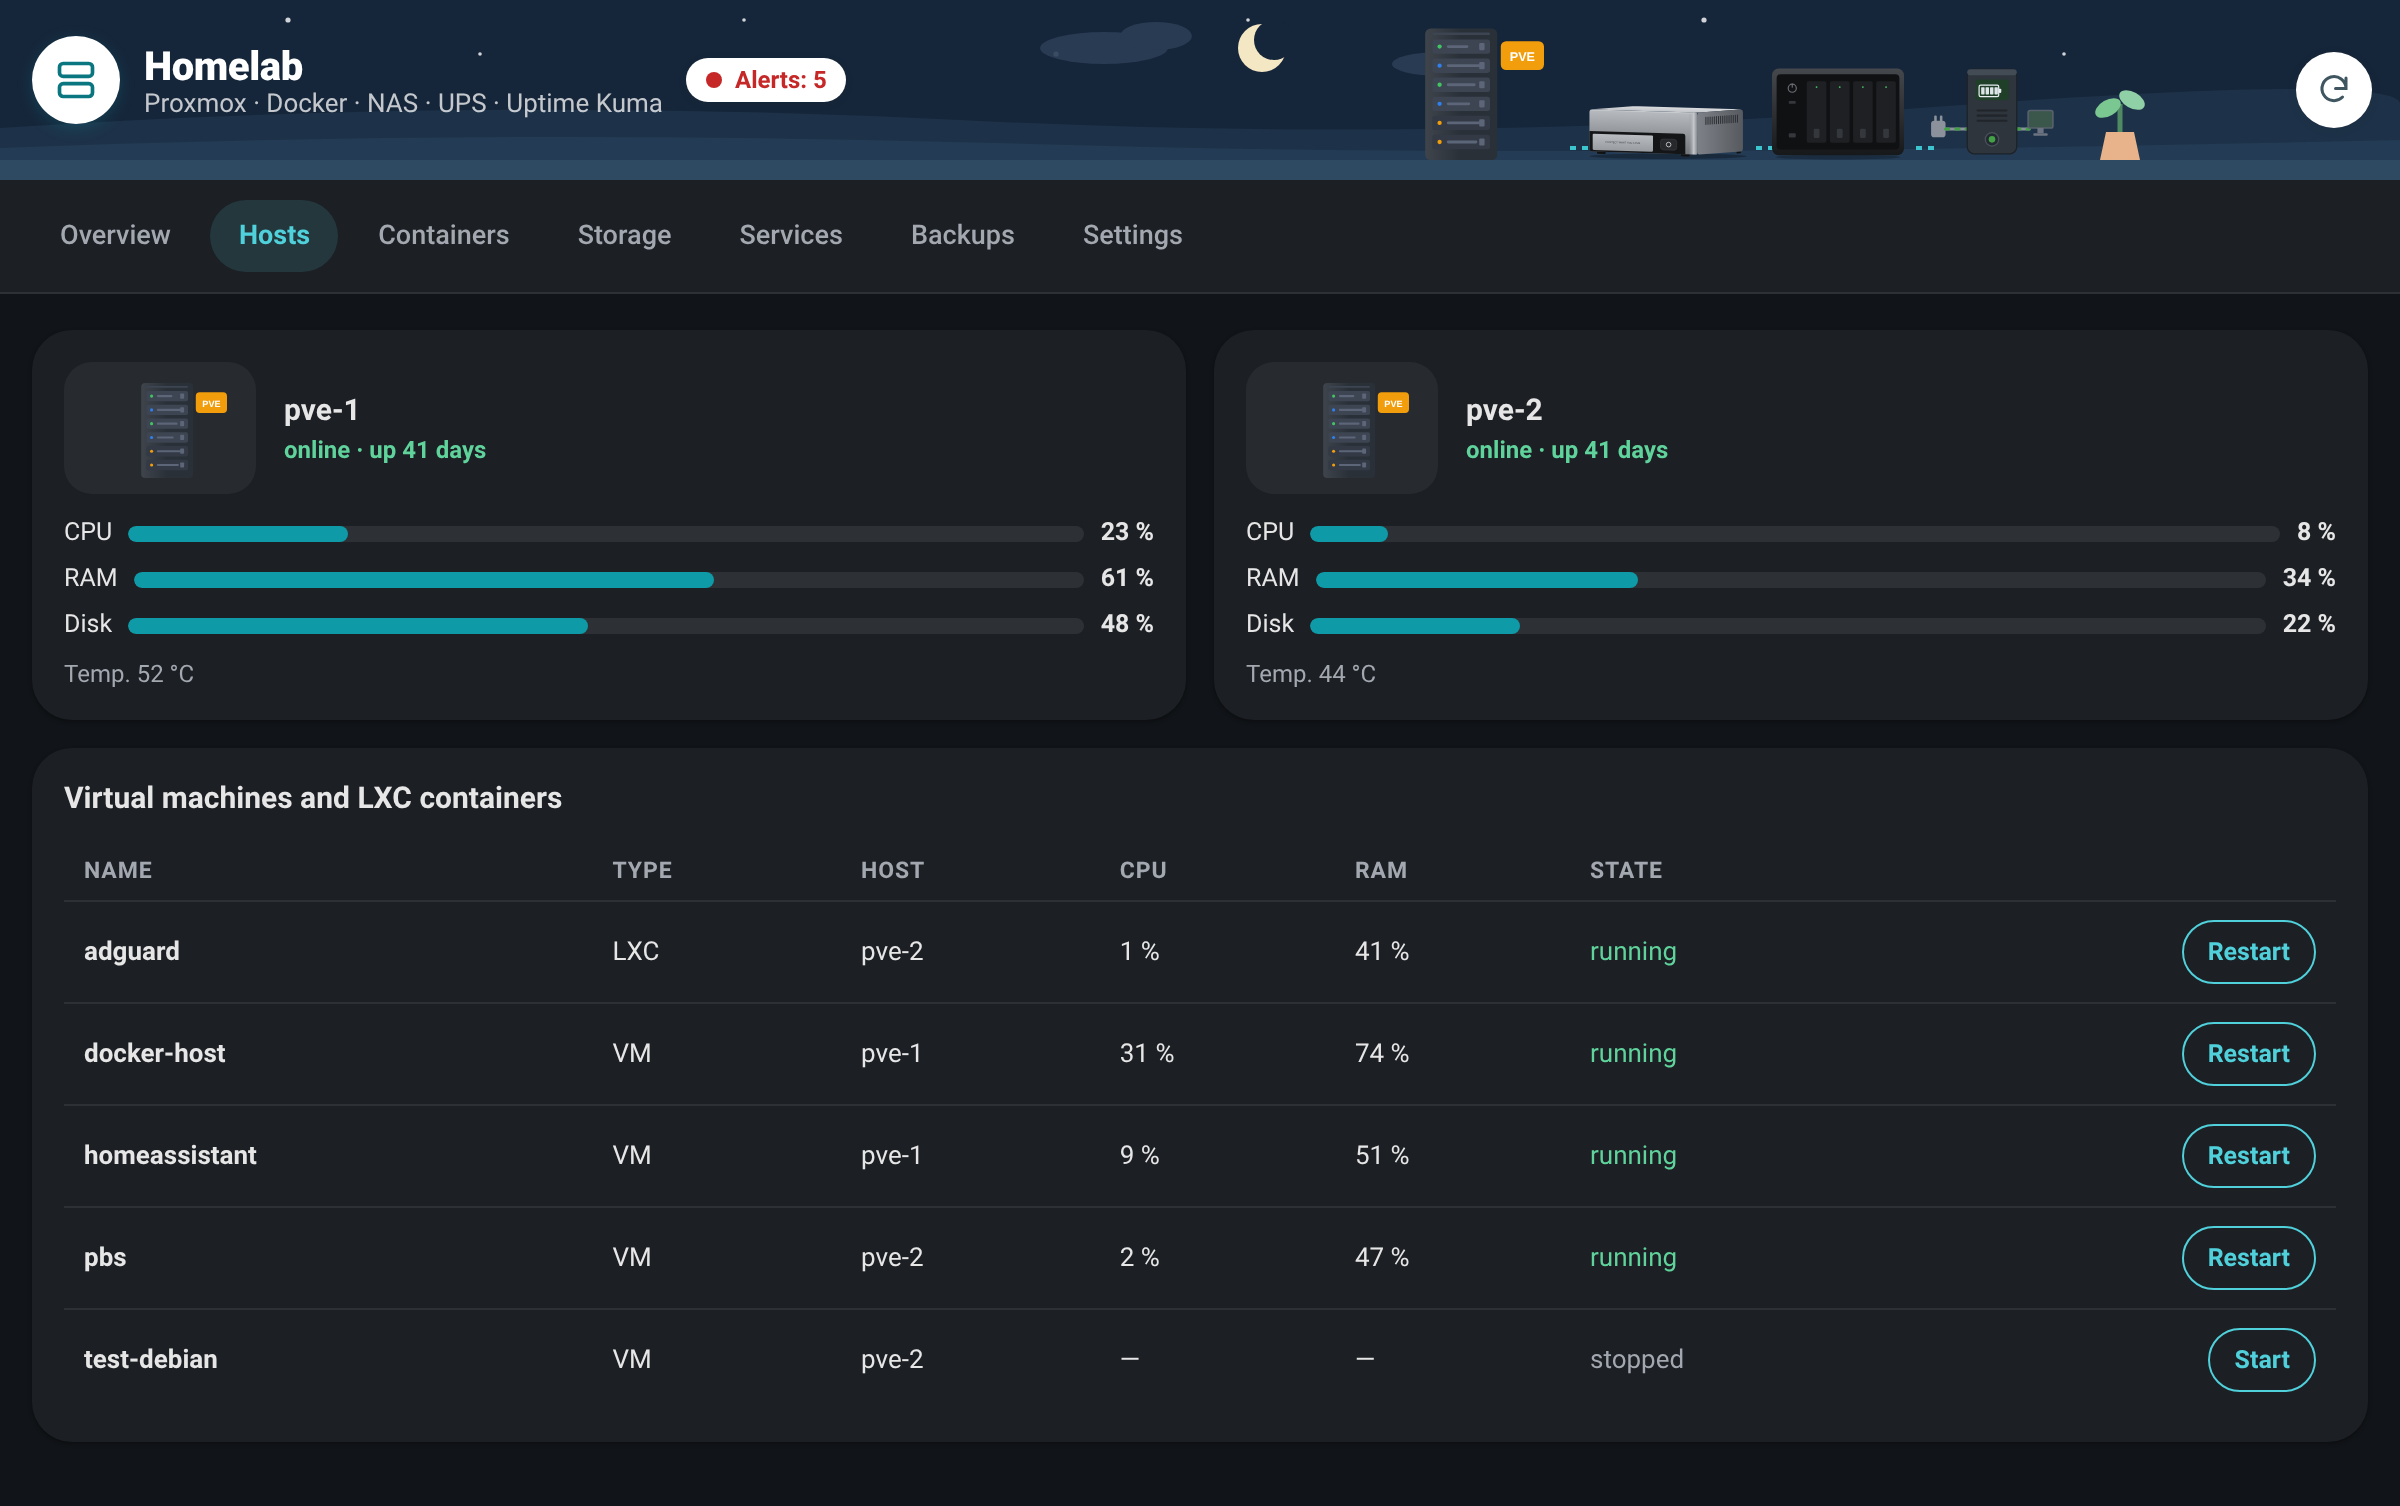 Homelab
Proxmox · Docker · NAS · UPS · Uptime Kuma
Alerts: 5
PVE
Overview Hosts Containers Storage Services Backups Settings
PVE
pve-1
online · up 41 days
CPU 23 %
RAM 61 %
Disk 48 %
Temp. 52 °C
PVE
pve-2
online · up 41 days
CPU 8 %
RAM 34 %
Disk 22 %
Temp. 44 °C
Virtual machines and LXC containers
NAME TYPE HOST CPU RAM STATE
adguard LXC pve-2 1 % 41 % running Restart
docker-host VM pve-1 31 % 74 % running Restart
homeassistant VM pve-1 9 % 51 % running Restart
pbs VM pve-2 2 % 47 % running Restart
test-debian VM pve-2 — — stopped Start